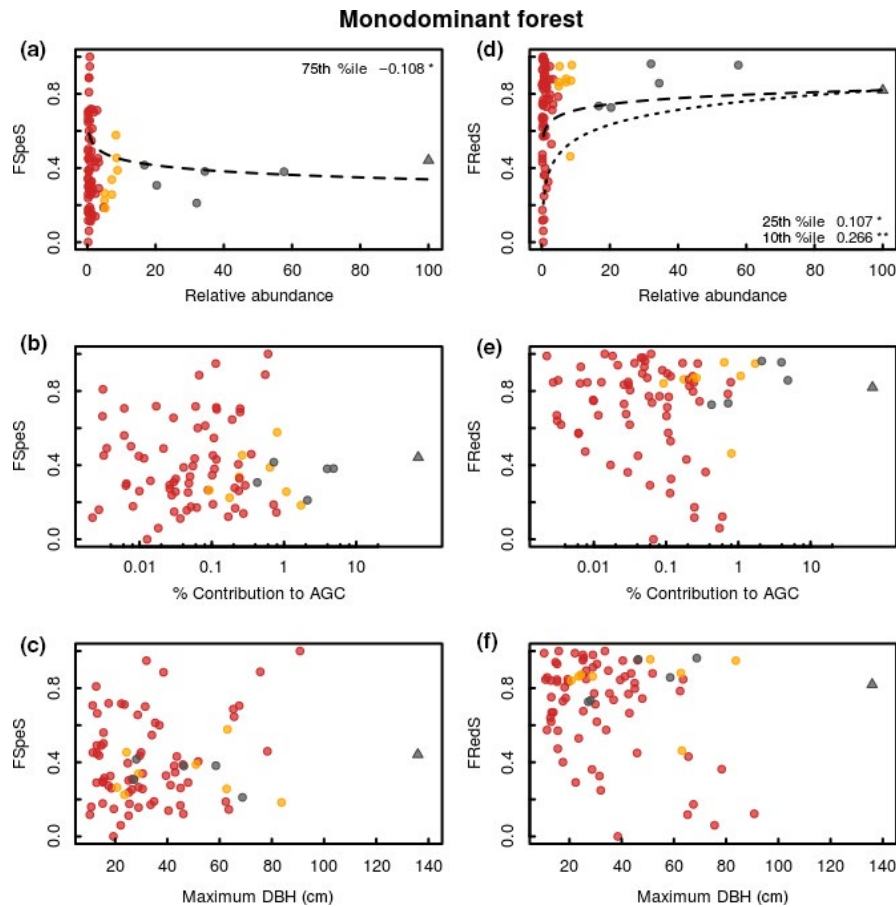 Monodominant forest
(a)
75th %ile −0.108 *
FSpeS
0.0 0.4 0.8
0 20 40 60 80 100
Relative abundance
(d)
25th %ile 0.107 *
10th %ile 0.266 **
FRedS
0.0 0.4 0.8
0 20 40 60 80 100
Relative abundance
(b)
FSpeS
0.0 0.4 0.8
0.01 0.1 1 10
% Contribution to AGC
(e)
FRedS
0.0 0.4 0.8
0.01 0.1 1 10
% Contribution to AGC
(c)
FSpeS
0.0 0.4 0.8
20 40 60 80 100 120 140
Maximum DBH (cm)
(f)
FRedS
0.0 0.4 0.8
20 40 60 80 100 120 140
Maximum DBH (cm)